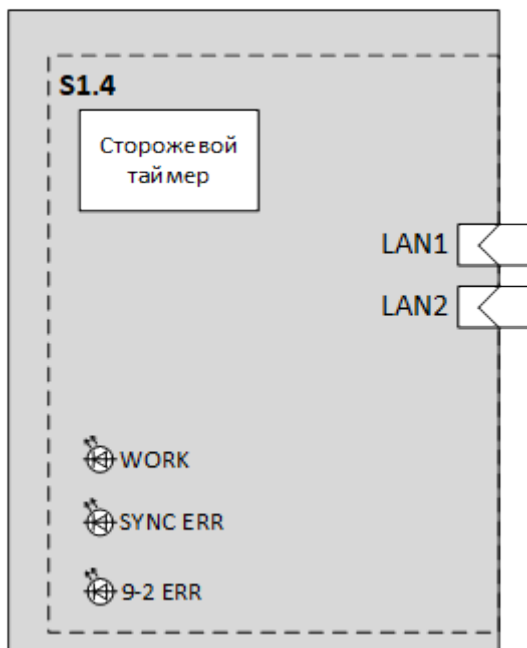 S1.4
Сторожевой
таймер
LAN1
LAN2
WORK
SYNC ERR
9-2 ERR